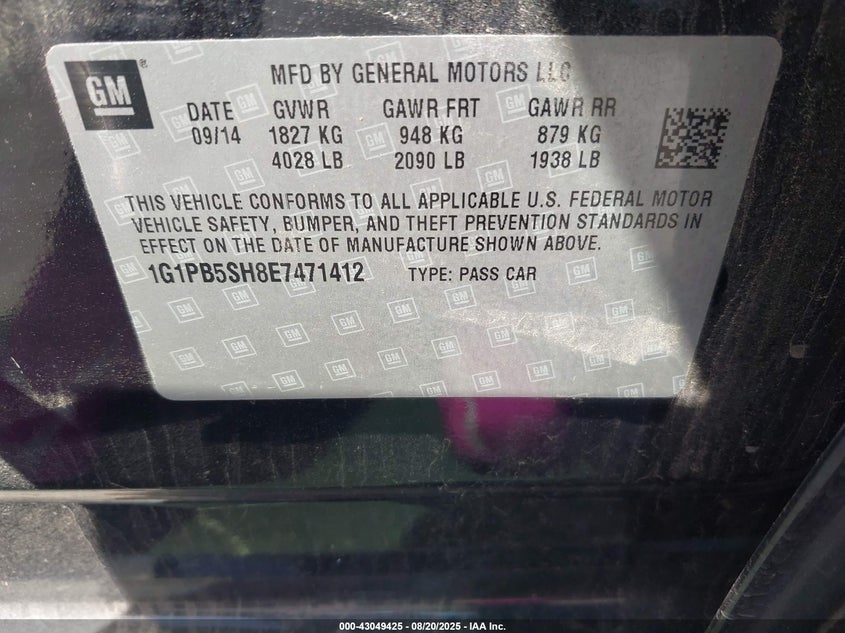 GM
MFD BY GENERAL MOTORS LLC
DATE GVWR GAWR FRT GAWR RR
09/14 1827 KG 948 KG 879 KG
4028 LB 2090 LB 1938 LB
THIS VEHICLE CONFORMS TO ALL APPLICABLE U.S. FEDERAL MOTOR
VEHICLE SAFETY, BUMPER, AND THEFT PREVENTION STANDARDS IN
EFFECT ON THE DATE OF MANUFACTURE SHOWN ABOVE.
1G1PB5SH8E7471412 TYPE: PASS CAR
000-43049425 - 08/20/2025 - IAA Inc.